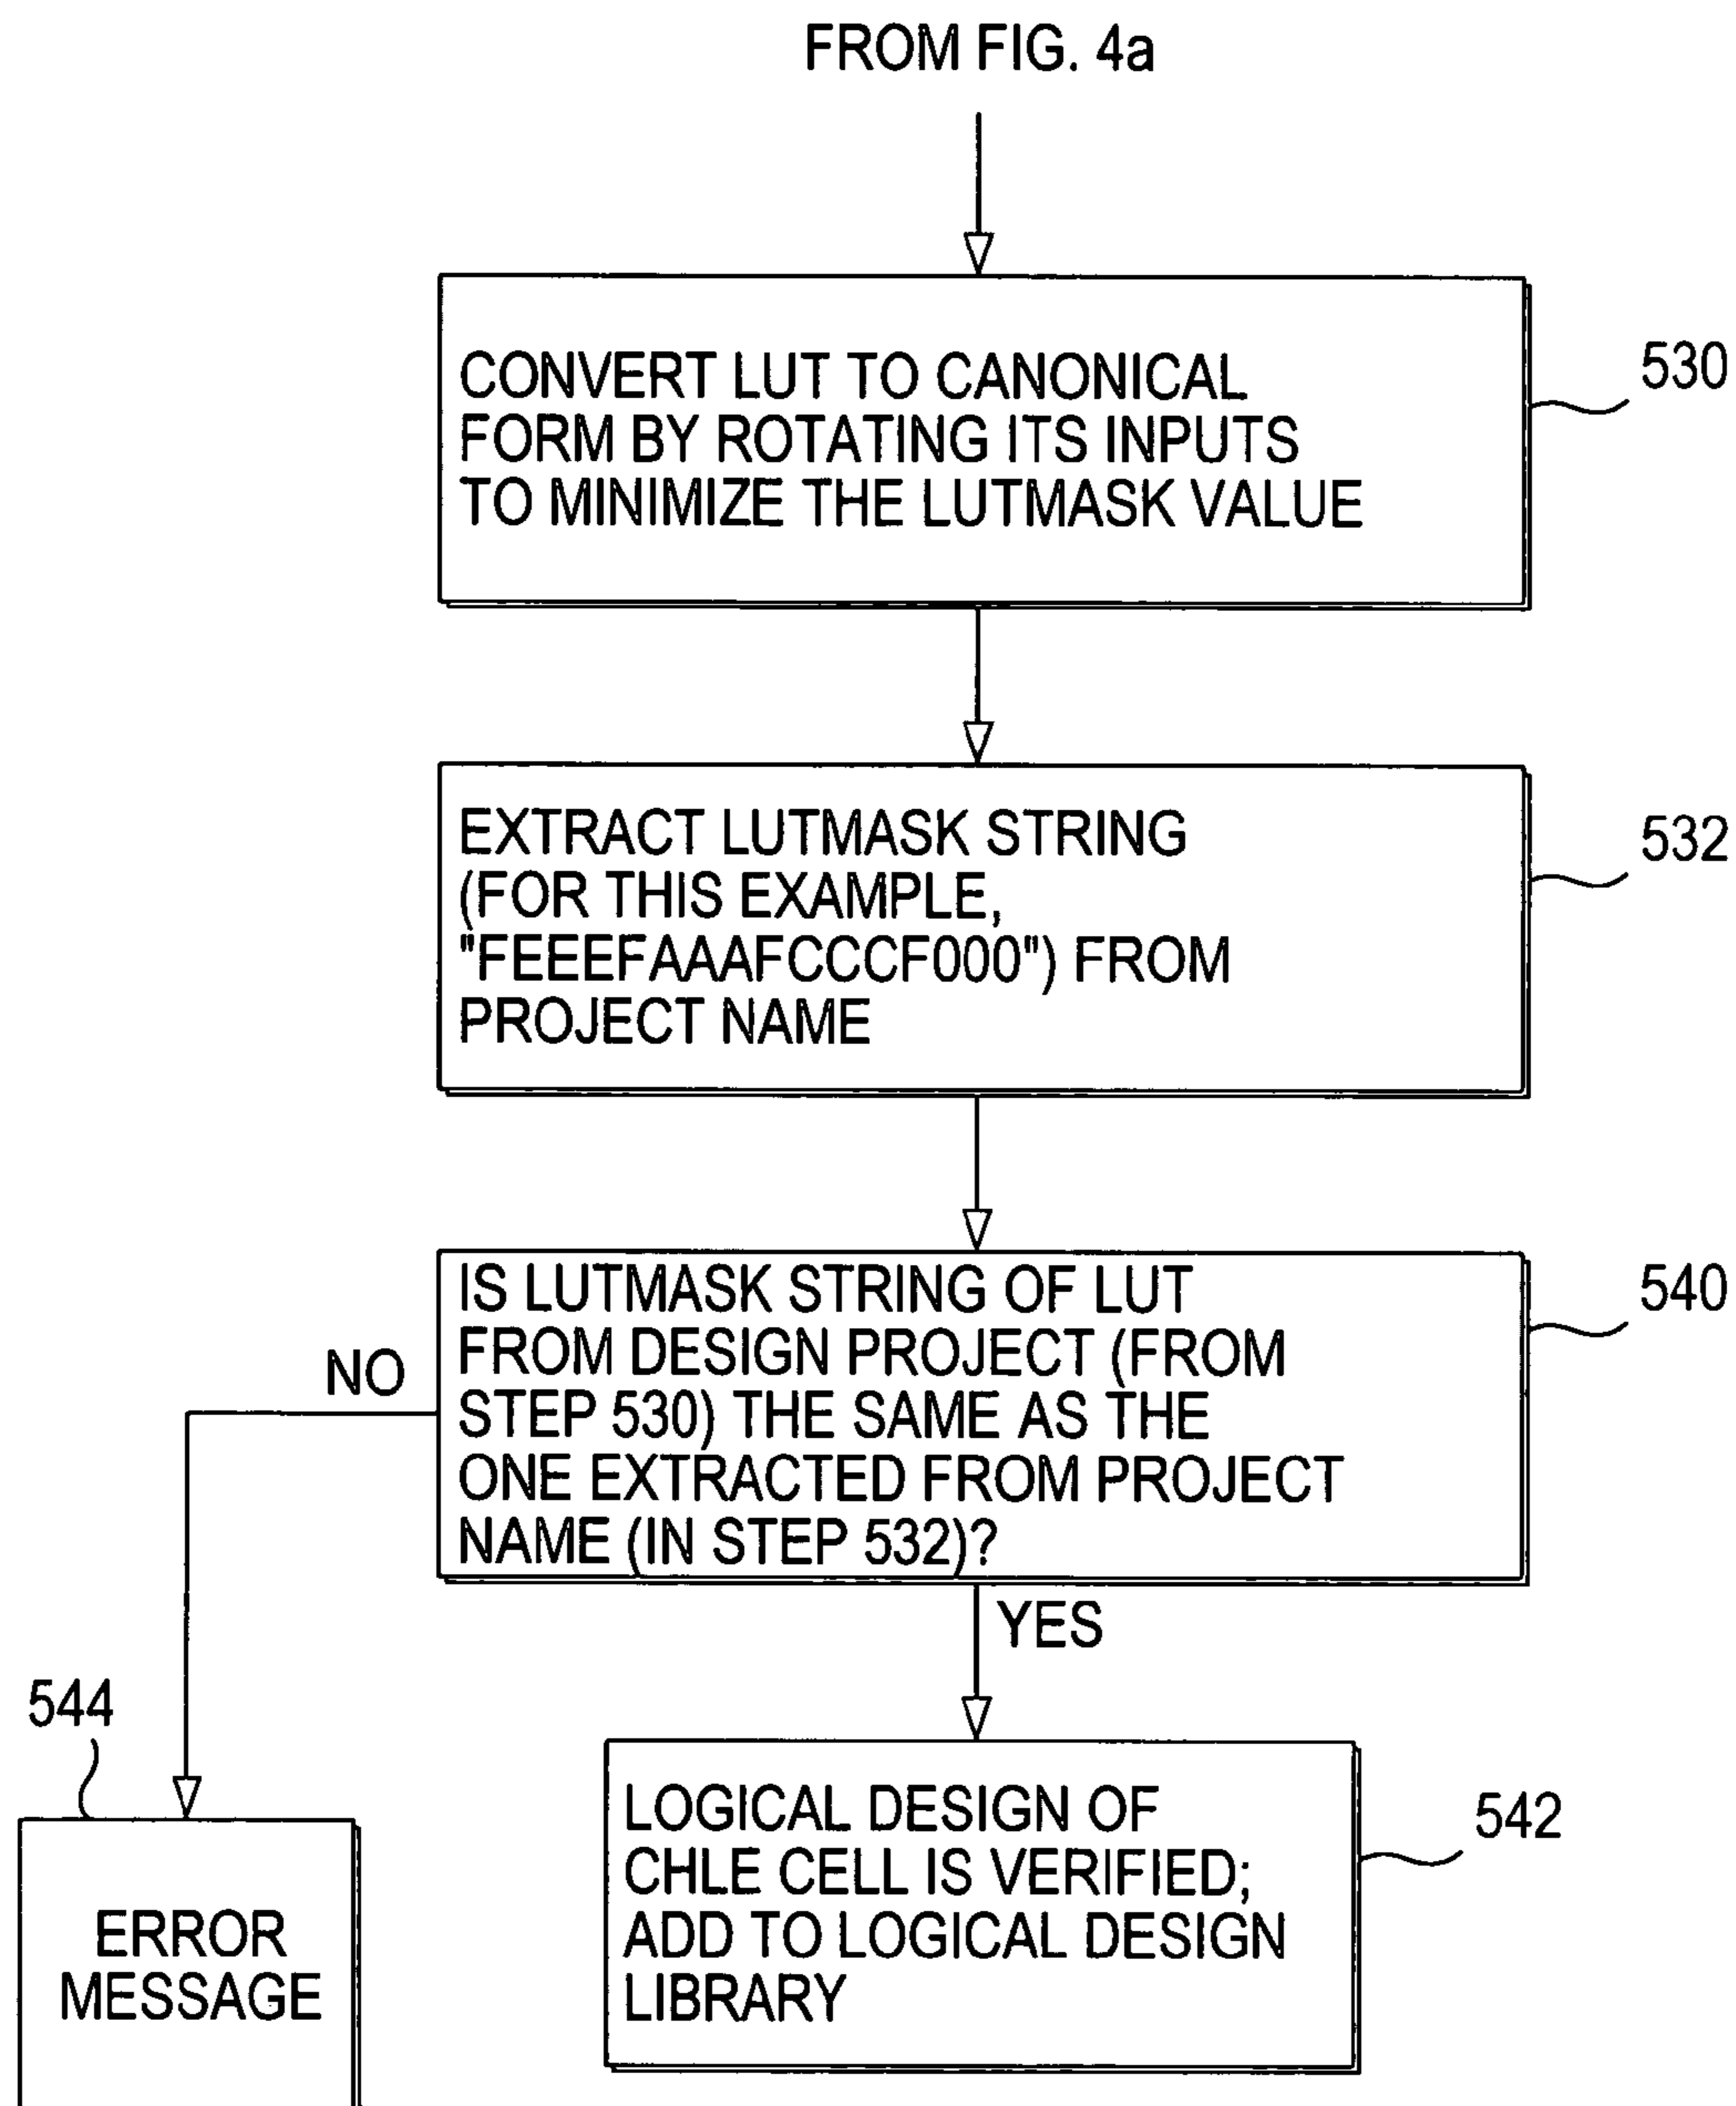 FROM FIG. 4a
CONVERT LUT TO CANONICAL
FORM BY ROTATING ITS INPUTS
TO MINIMIZE THE LUTMASK VALUE
530
EXTRACT LUTMASK STRING
(FOR THIS EXAMPLE,
"FEEEFAAAFCCCF000") FROM
PROJECT NAME
532
IS LUTMASK STRING OF LUT
FROM DESIGN PROJECT (FROM
STEP 530) THE SAME AS THE
ONE EXTRACTED FROM PROJECT
NAME (IN STEP 532)?
540
NO
YES
544
ERROR
MESSAGE
LOGICAL DESIGN OF
CHLE CELL IS VERIFIED;
ADD TO LOGICAL DESIGN
LIBRARY
542